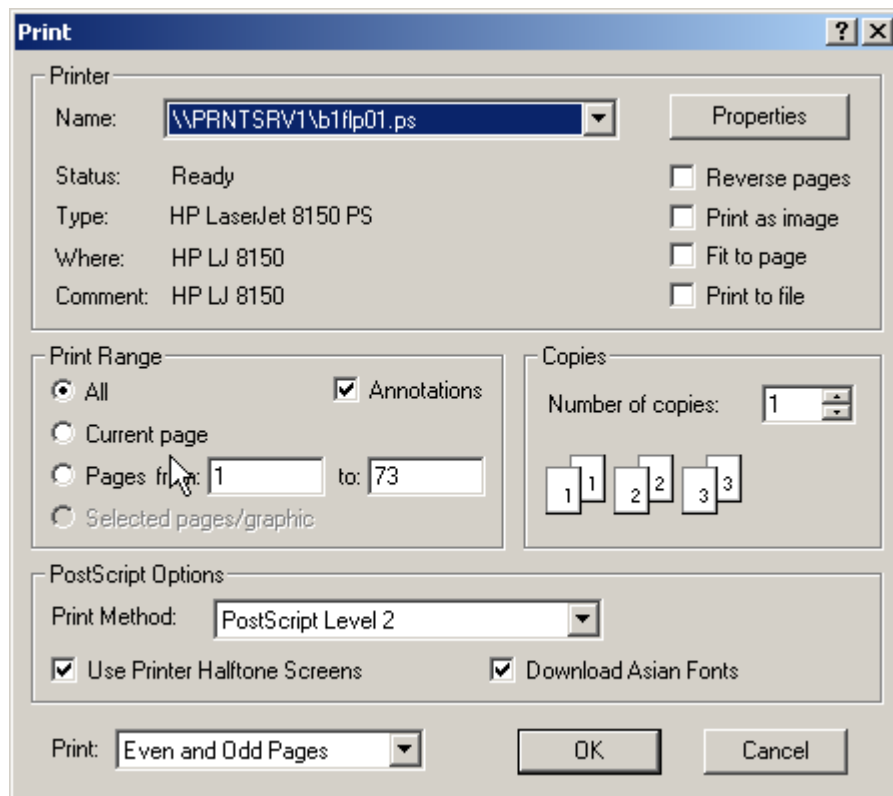 Print
Printer
Name: \\PRNTSRV1\b1flp01.ps Properties
Status: Ready Reverse pages
Type: HP LaserJet 8150 PS Print as image
Where: HP LJ 8150 Fit to page
Comment: HP LJ 8150 Print to file
Print Range
All Annotations
Current page
Pages from: 1 to: 73
Selected pages/graphic
Copies
Number of copies: 1
1 1 2 2 3 3
PostScript Options
Print Method: PostScript Level 2
Use Printer Halftone Screens Download Asian Fonts
Print: Even and Odd Pages OK Cancel